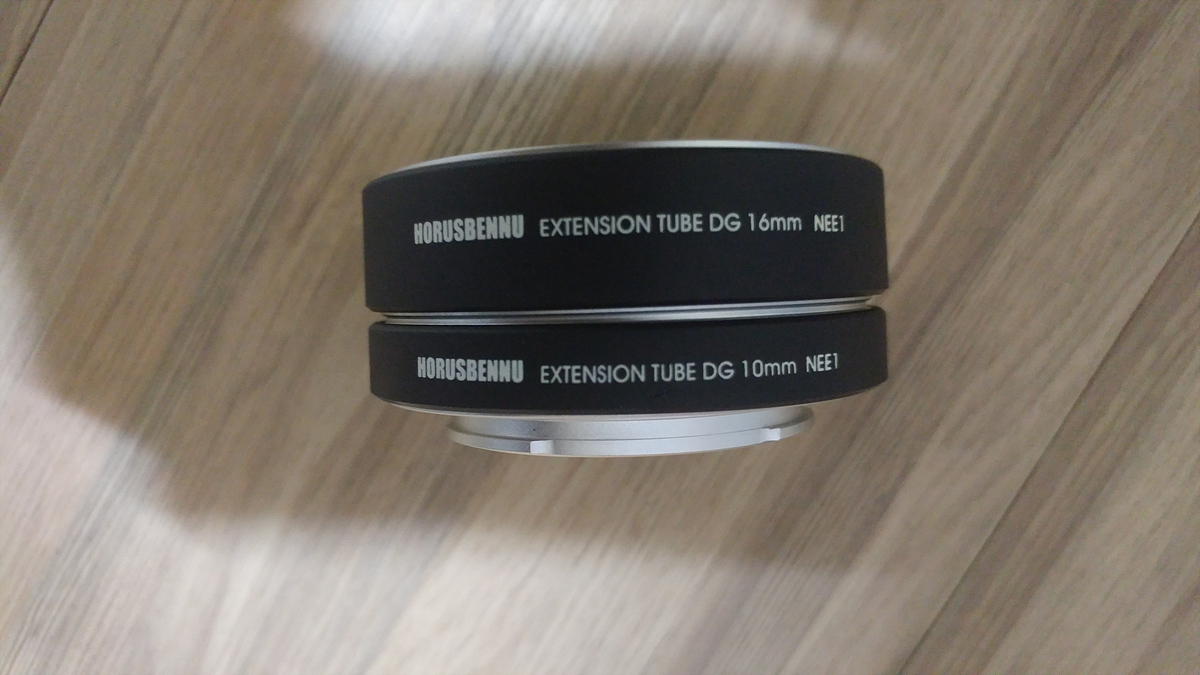 HORUSBENNU EXTENSION TUBE DG 16mm NEE1
HORUSBENNU EXTENSION TUBE DG 10mm NEE1